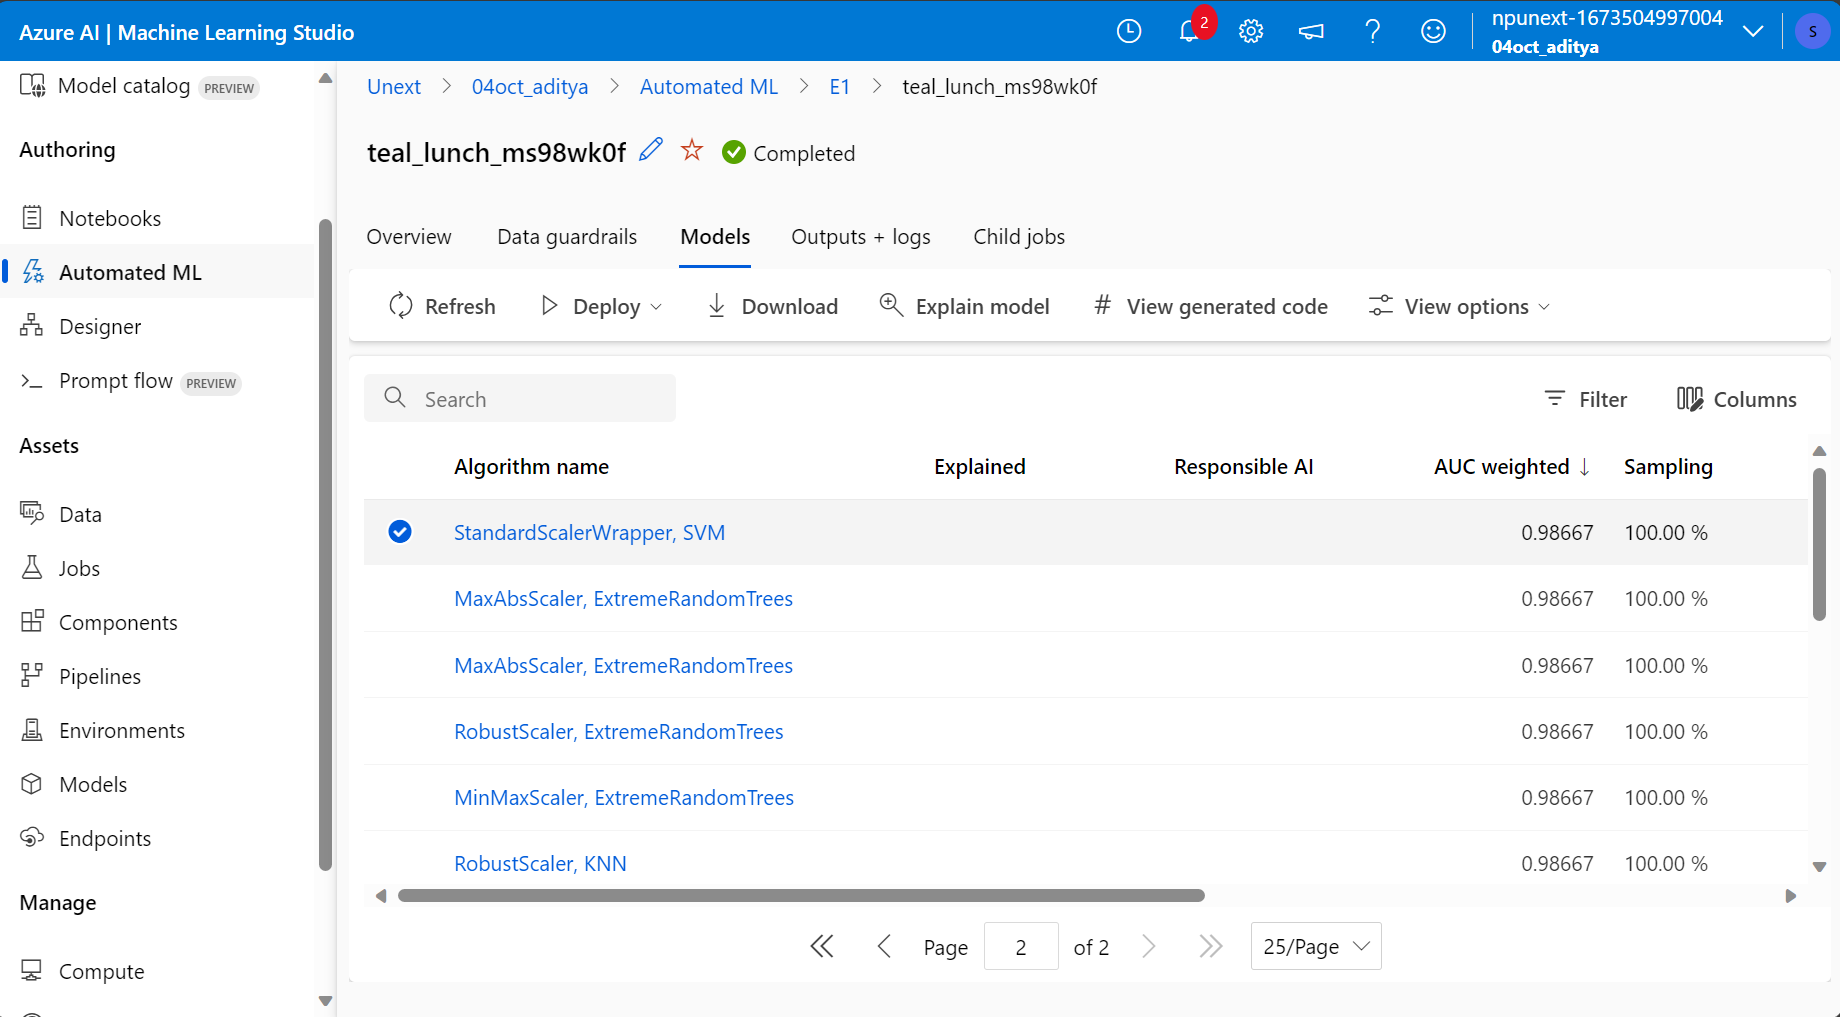 Azure AI | Machine Learning Studio
2
npunext-1673504997004
04oct_aditya
S
Model catalog PREVIEW
Authoring
Notebooks
Automated ML
Designer
Prompt flow PREVIEW
Assets
Data
Jobs
Components
Pipelines
Environments
Models
Endpoints
Manage
Compute
Unext > 04oct_aditya > Automated ML > E1 > teal_lunch_ms98wk0f
teal_lunch_ms98wk0f Completed
Overview Data guardrails Models Outputs + logs Child jobs
Refresh Deploy Download Explain model # View generated code View options
Search Filter Columns
Algorithm name Explained Responsible AI AUC weighted ↓ Sampling
StandardScalerWrapper, SVM 0.98667 100.00 %
MaxAbsScaler, ExtremeRandomTrees 0.98667 100.00 %
MaxAbsScaler, ExtremeRandomTrees 0.98667 100.00 %
RobustScaler, ExtremeRandomTrees 0.98667 100.00 %
MinMaxScaler, ExtremeRandomTrees 0.98667 100.00 %
RobustScaler, KNN 0.98667 100.00 %
Page 2 of 2 25/Page